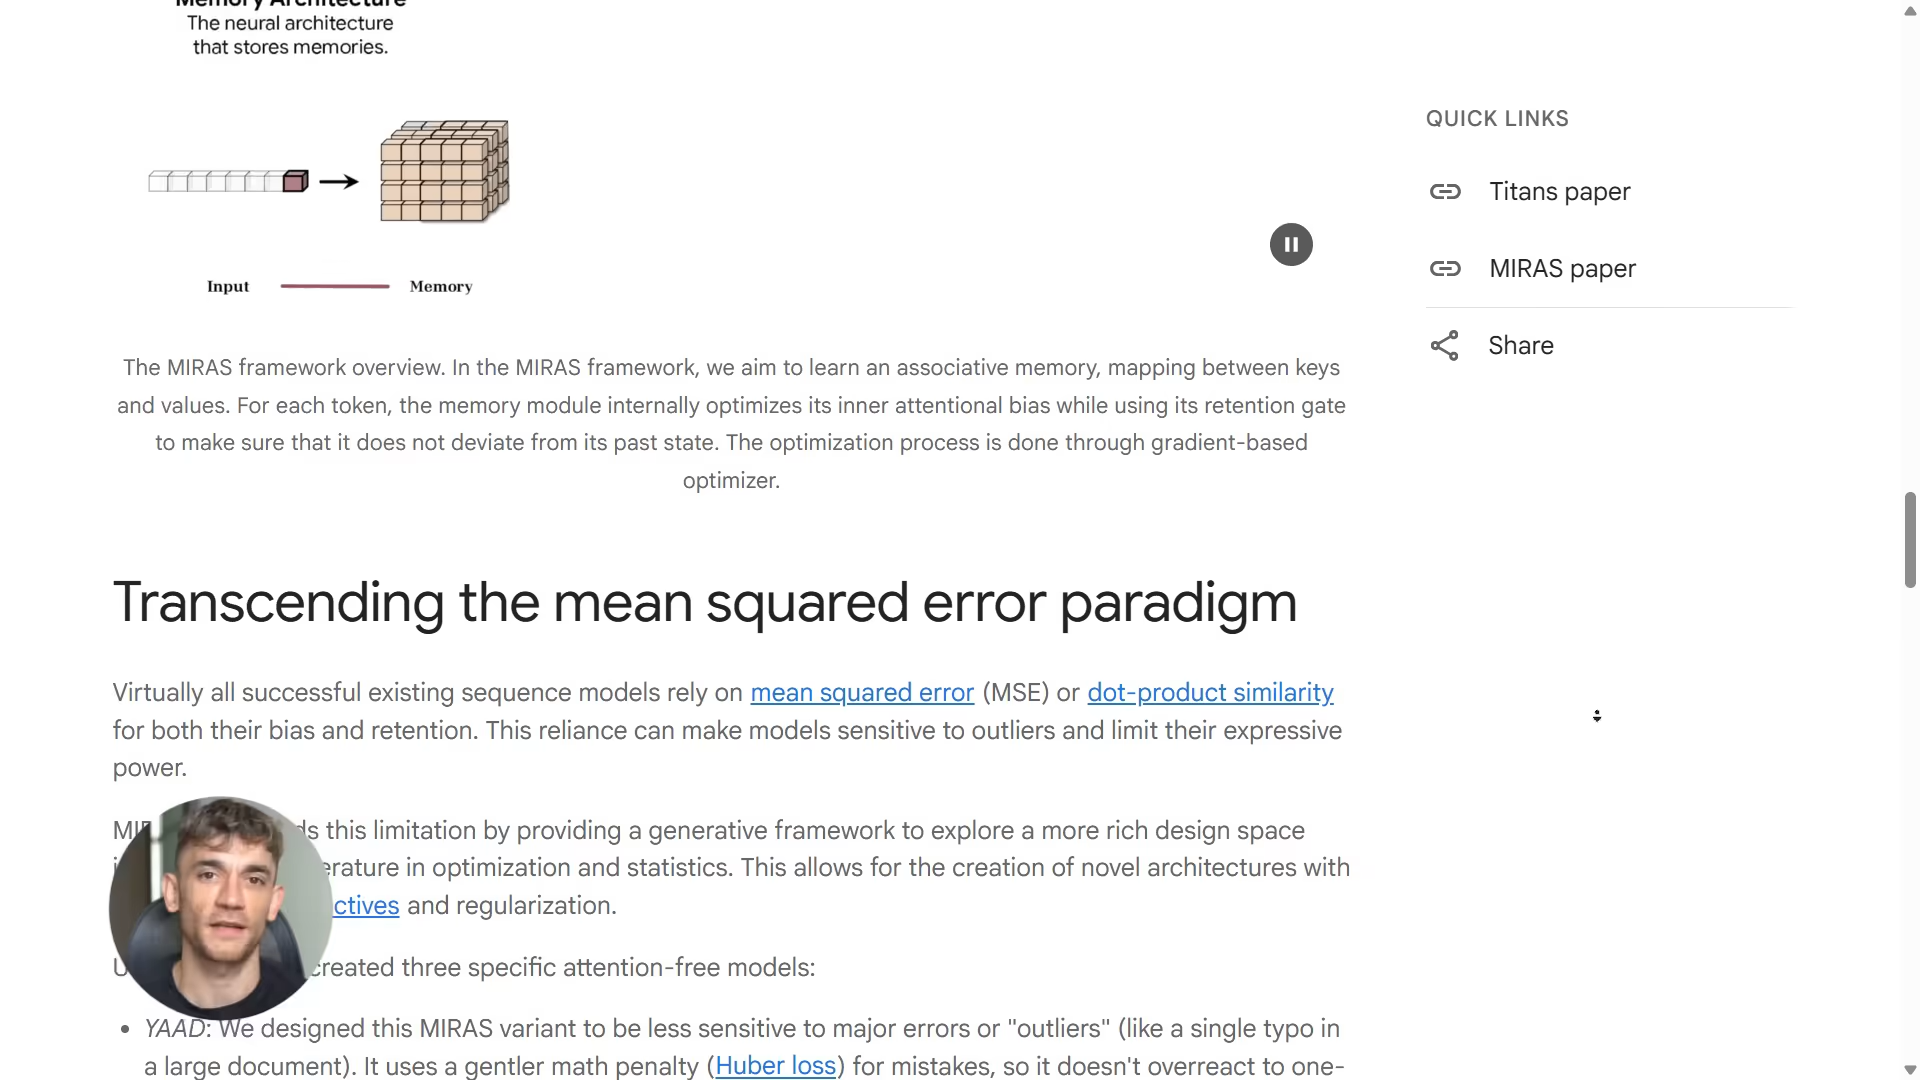 Memory Architecture
The neural architecture
that stores memories.
Input
Memory
QUICK LINKS
Titans paper
MIRAS paper
Share
The MIRAS framework overview. In the MIRAS framework, we aim to learn an associative memory, mapping between keys
and values. For each token, the memory module internally optimizes its inner attentional bias while using its retention gate
to make sure that it does not deviate from its past state. The optimization process is done through gradient-based
optimizer.
Transcending the mean squared error paradigm
Virtually all successful existing sequence models rely on mean squared error (MSE) or dot-product similarity
for both their bias and retention. This reliance can make models sensitive to outliers and limit their expressive
power.
this limitation by providing a generative framework to explore a more rich design space
in optimization and statistics. This allows for the creation of novel architectures with
and regularization.
created three specific attention-free models:
• YAAD: We designed this MIRAS variant to be less sensitive to major errors or "outliers" (like a single typo in
a large document). It uses a gentler math penalty (Huber loss) for mistakes, so it doesn't overreact to one-